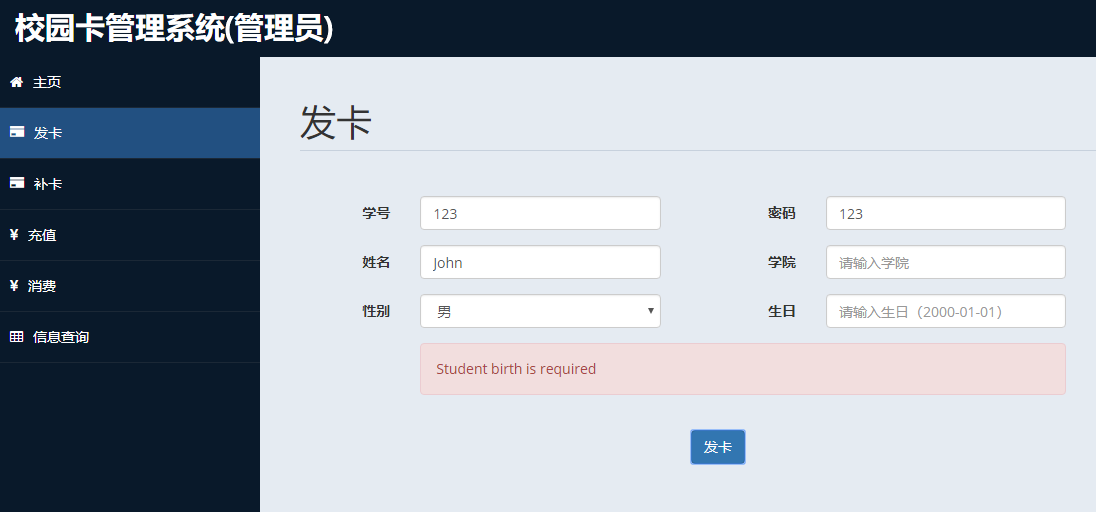 校园卡管理系统(管理员)
主页
发卡
补卡
¥ 充值
¥ 消费
信息查询
发卡
学号 123 密码 123
姓名 John 学院 请输入学院
性别 男 生日 请输入生日（2000-01-01）
Student birth is required
发卡